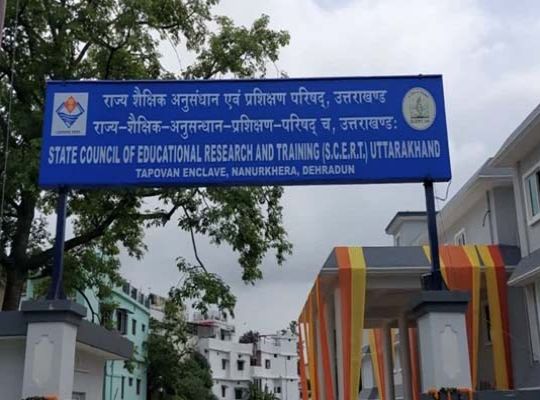 राज्य शैक्षिक अनुसंधान एवं प्रशिक्षण परिषद्, उत्तराखण्ड
राज्य-शैक्षिक-अनुसन्धान-प्रशिक्षण-परिषद् च, उत्तराखण्ड:
STATE COUNCIL OF EDUCATIONAL RESEARCH AND TRAINING (S.C.E.R.T.) UTTARAKHAND
TAPOVAN ENCLAVE, NANURKHERA, DEHRADUN